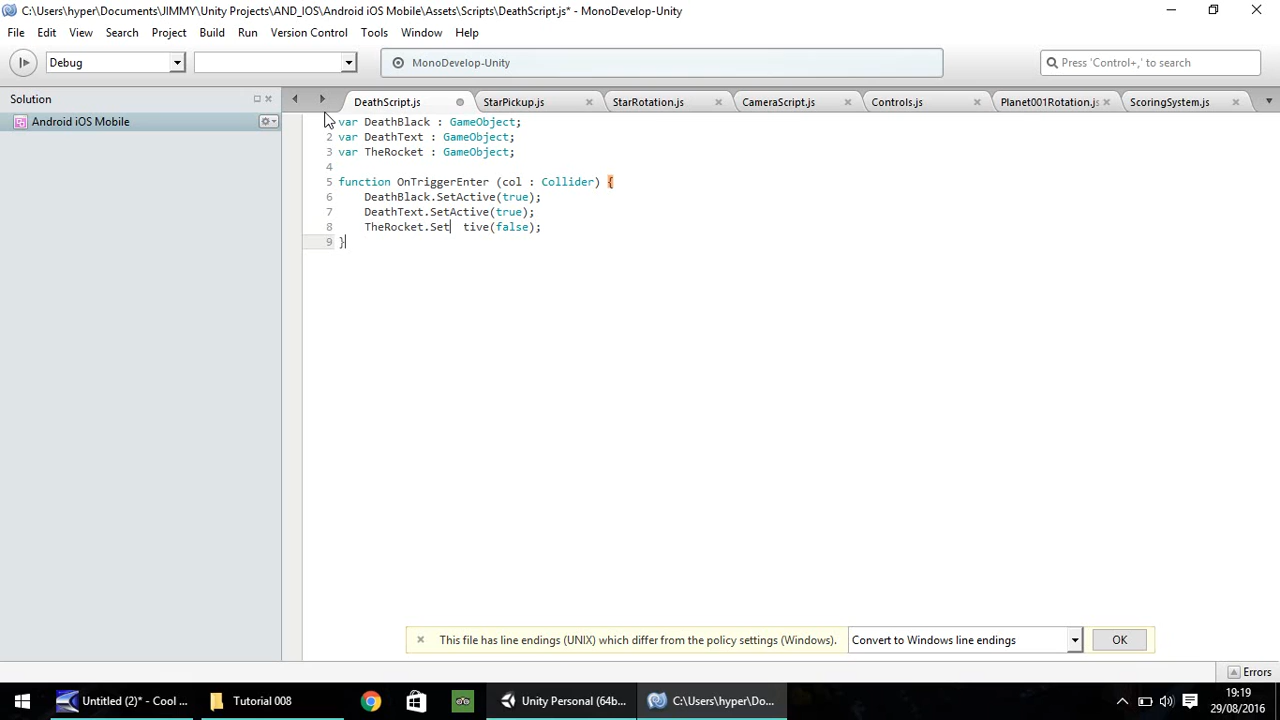 C:\Users\hyper\Documents\JIMMY\Unity Projects\AND_IOS\Android iOS Mobile\Assets\Scripts\DeathScript.js* - MonoDevelop-Unity
File Edit View Search Project Build Run Version Control Tools Window Help
Debug MonoDevelop-Unity Press 'Control+,' to search
Solution DeathScript.js StarPickup.js StarRotation.js CameraScript.js Controls.js Planet001Rotation.js ScoringSystem.js
Android iOS Mobile
var DeathBlack : GameObject;
2 var DeathText : GameObject;
3 var TheRocket : GameObject;
4
5 function OnTriggerEnter (col : Collider) {
6 DeathBlack.SetActive(true);
7 DeathText.SetActive(true);
8 TheRocket.Set tive(false);
9 }
This file has line endings (UNIX) which differ from the policy settings (Windows). Convert to Windows line endings OK
Errors
Untitled (2)* - Cool ... Tutorial 008 Unity Personal (64b... C:\Users\hyper\Do... 19:19
29/08/2016